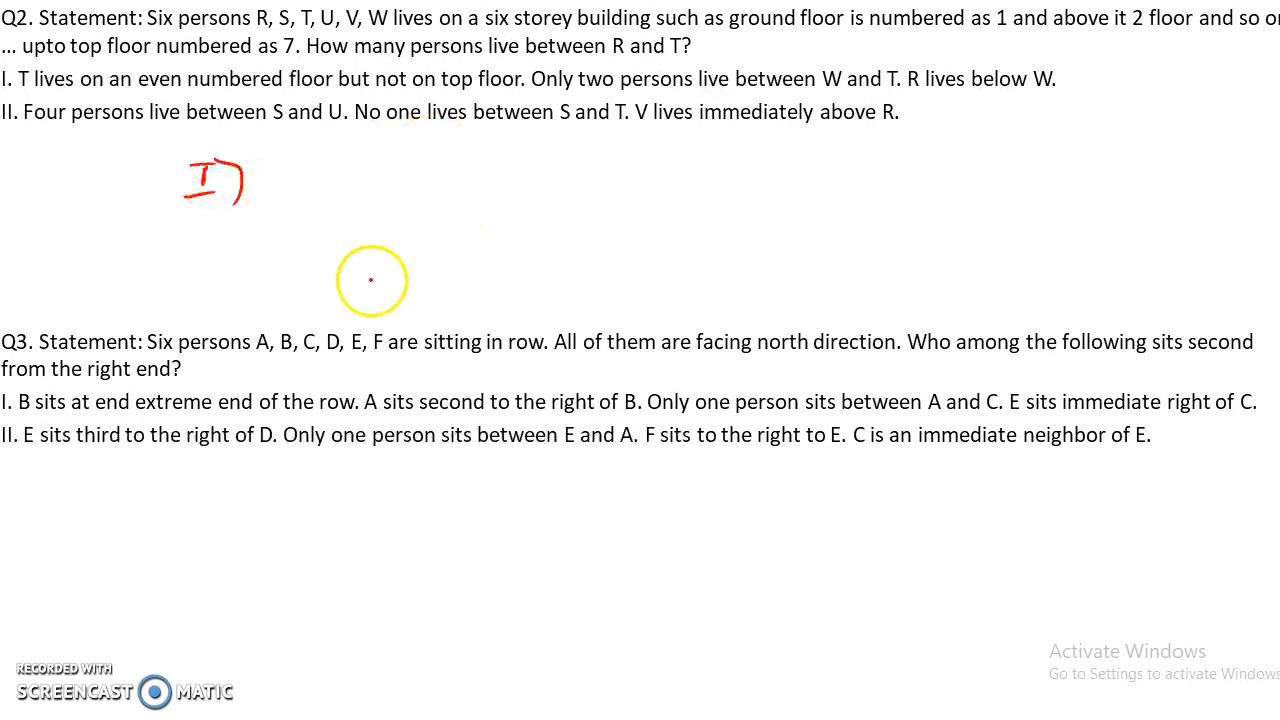 Q2. Statement: Six persons R, S, T, U, V, W lives on a six storey building such as ground floor is numbered as 1 and above it 2 floor and so
... upto top floor numbered as 7. How many persons live between R and T?
I. T lives on an even numbered floor but not on top floor. Only two persons live between W and T. R lives below W.
II. Four persons live between S and U. No one lives between S and T. V lives immediately above R.
I)
Q3. Statement: Six persons A, B, C, D, E, F are sitting in row. All of them are facing north direction. Who among the following sits second
from the right end?
I. B sits at end extreme end of the row. A sits second to the right of B. Only one person sits between A and C. E sits immediate right of C.
II. E sits third to the right of D. Only one person sits between E and A. F sits to the right to E. C is an immediate neighbor of E.
Activate Windows
Go to Settings to activate Windows
RECORDED WITH
SCREENCAST MATIC